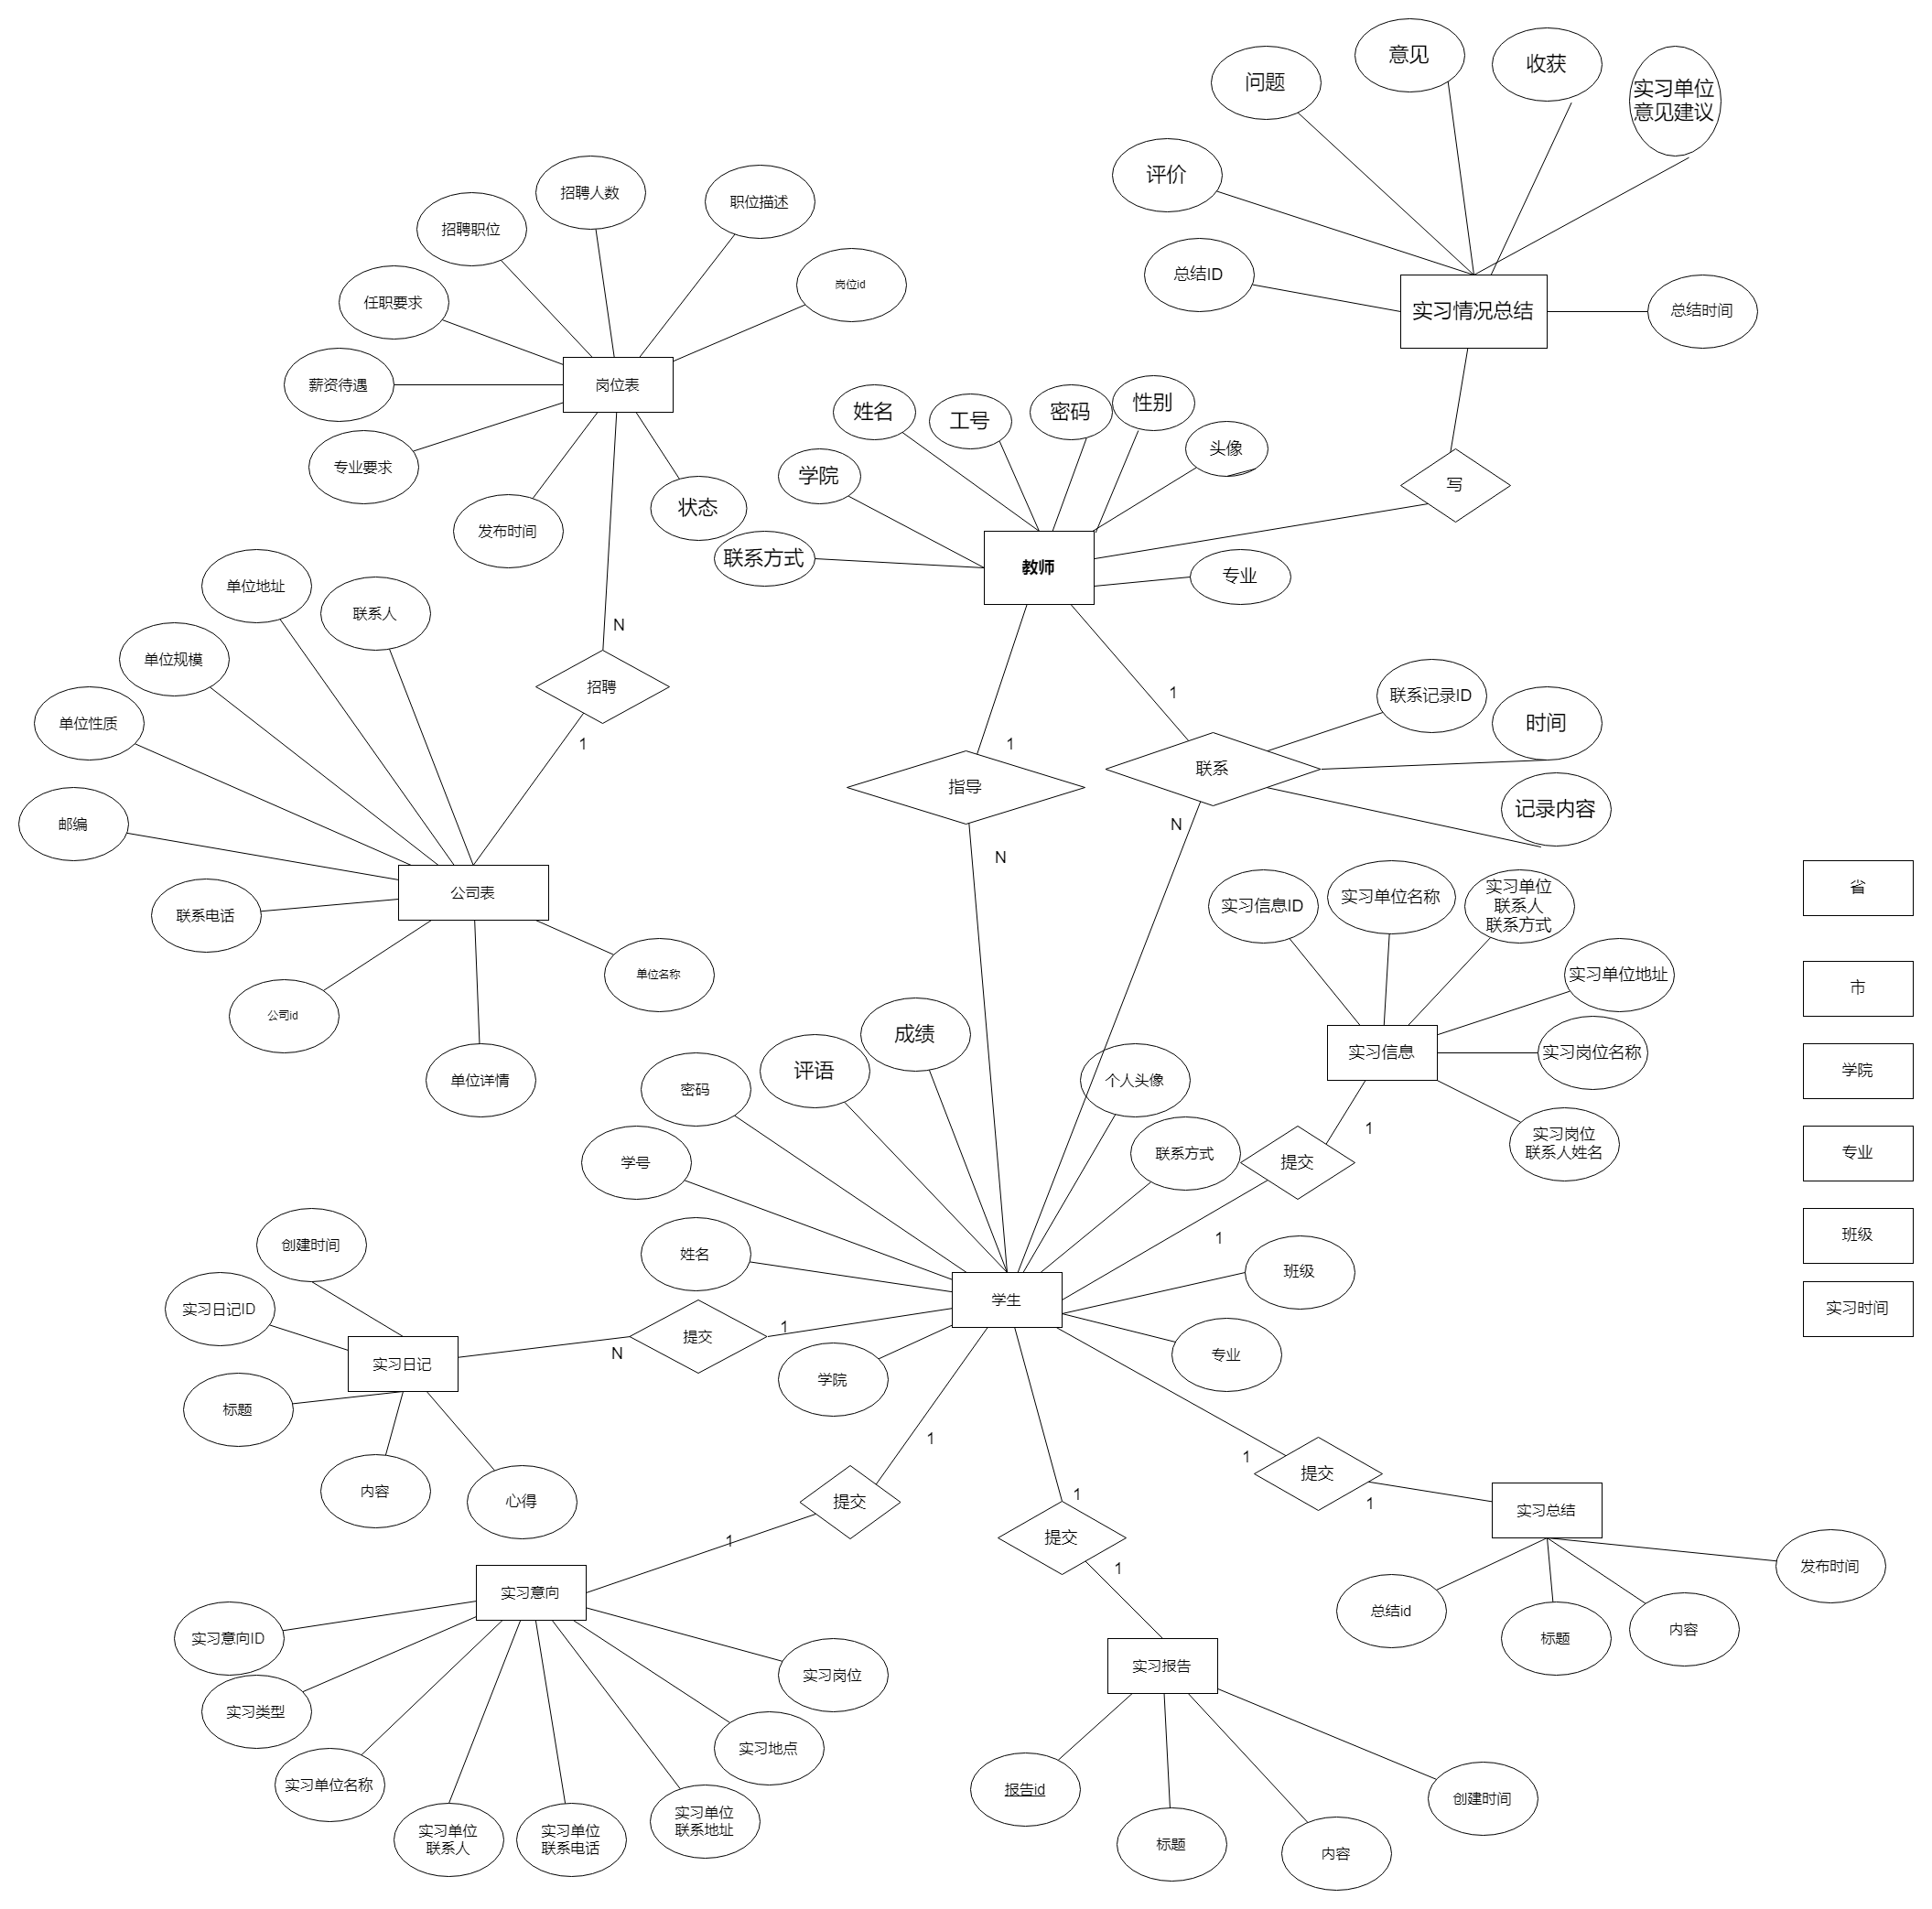 意见
收获
问题
实习单位
意见建议
评价
招聘人数
职位描述
招聘职位
总结ID
岗位id
任职要求
实习情况总结
总结时间
薪资待遇
岗位表
姓名
工号
密码
性别
头像
专业要求
学院
写
状态
发布时间
联系方式
教师
专业
单位地址
联系人
N
单位规模
招聘
1
联系记录ID
单位性质
1
1
时间
联系
指导
邮编
N
记录内容
N
公司表
省
联系电话
实习信息ID
实习单位名称
实习单位
联系人
联系方式
单位名称
实习单位地址
市
公司id
成绩
实习信息
实习岗位名称
评语
单位详情
密码
个人头像
学院
1
实习岗位
联系人姓名
学号
联系方式
提交
专业
创建时间
姓名
1
班级
班级
实习日记ID
学生
实习时间
提交
1
N
实习日记
学院
专业
标题
1
1
提交
内容
心得
提交
1
1
1
提交
实习总结
1
实习意向
1
发布时间
总结id
标题
内容
实习意向ID
实习类型
实习岗位
实习报告
实习地点
实习单位名称
实习单位
联系人
实习单位
联系电话
实习单位
联系地址
报告id
标题
内容
创建时间